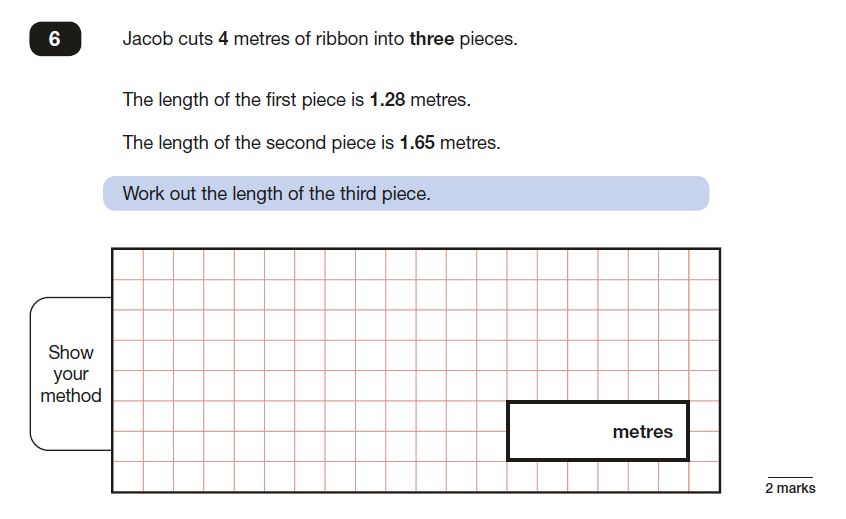 6 Jacob cuts 4 metres of ribbon into three pieces.
The length of the first piece is 1.28 metres.
The length of the second piece is 1.65 metres.
Work out the length of the third piece.
Show
your
method
metres
2 marks